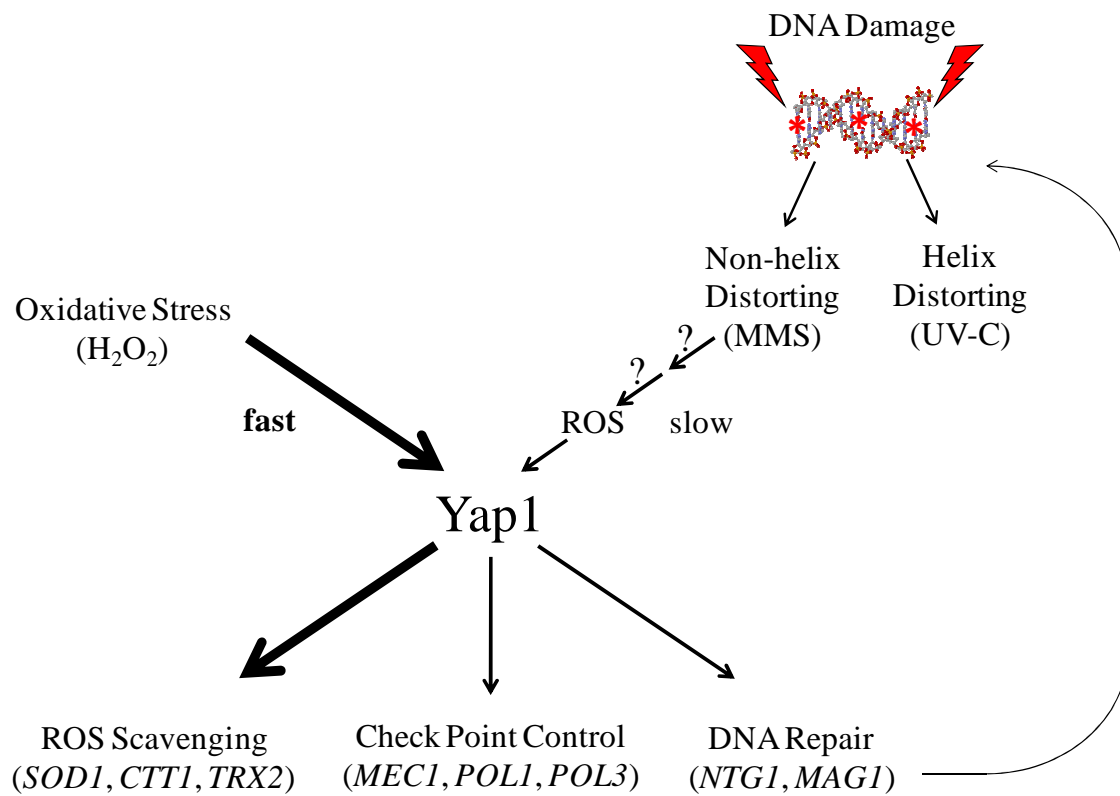 DNA Damage
Non-helix
Distorting
(MMS)
Helix
Distorting
(UV-C)
Oxidative Stress
(H₂O₂)
?
?
fast
ROS
slow
Yap1
ROS Scavenging
(SOD1, CTT1, TRX2)
Check Point Control
(MEC1, POL1, POL3)
DNA Repair
(NTG1, MAG1)